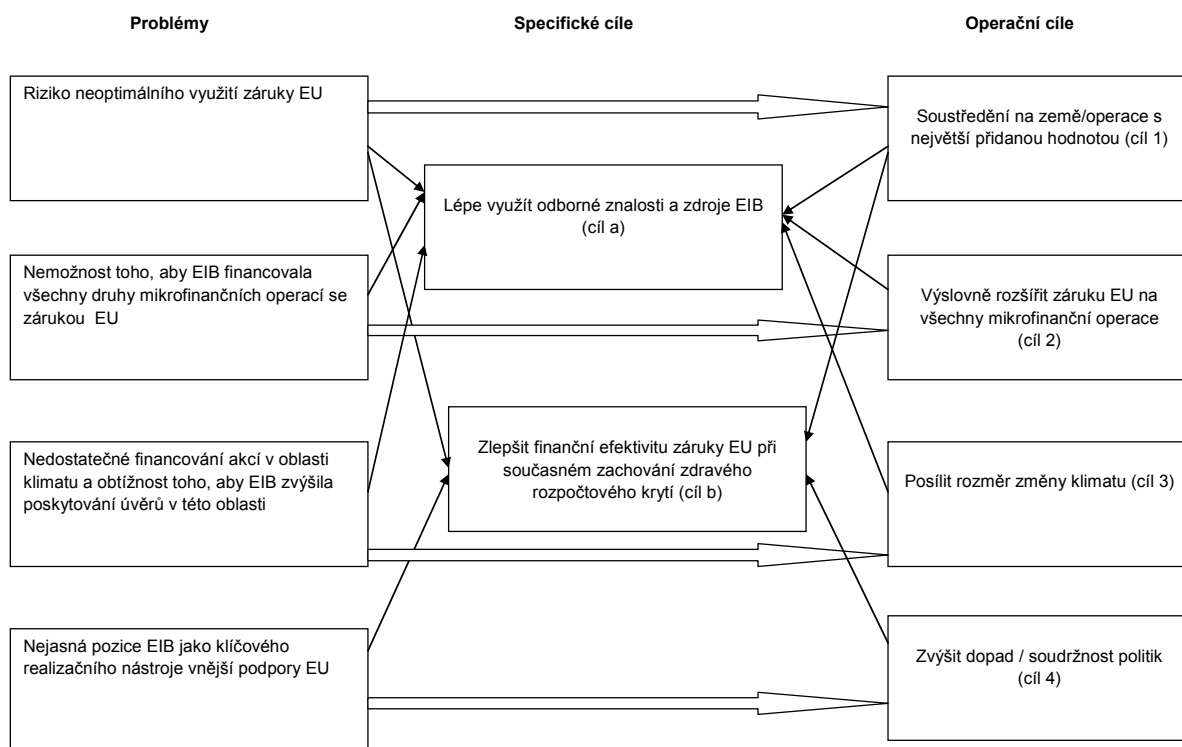 Problémy
Specifické cíle
Operační cíle
Riziko neoptimálního využití záruky EU
Soustředění na země/operace s
největší přidanou hodnotou (cíl 1)
Lépe využít odborné znalosti a zdroje EIB
(cíl a)
Nemožnost toho, aby EIB financovala
všechny druhy mikrofinančních operací se
zárukou EU
Výslovně rozšířit záruku EU na
všechny mikrofinanční operace
(cíl 2)
Zlepšit finanční efektivitu záruky EU při
současném zachování zdravého
rozpočtového krytí (cíl b)
Nedostatečné financování akcí v oblasti
klimatu a obtížnost toho, aby EIB zvýšila
poskytování úvěrů v této oblasti
Posílit rozměr změny klimatu (cíl 3)
Nejasná pozice EIB jako klíčového
realizačního nástroje vnější podpory EU
Zvýšit dopad / soudržnost politik
(cíl 4)